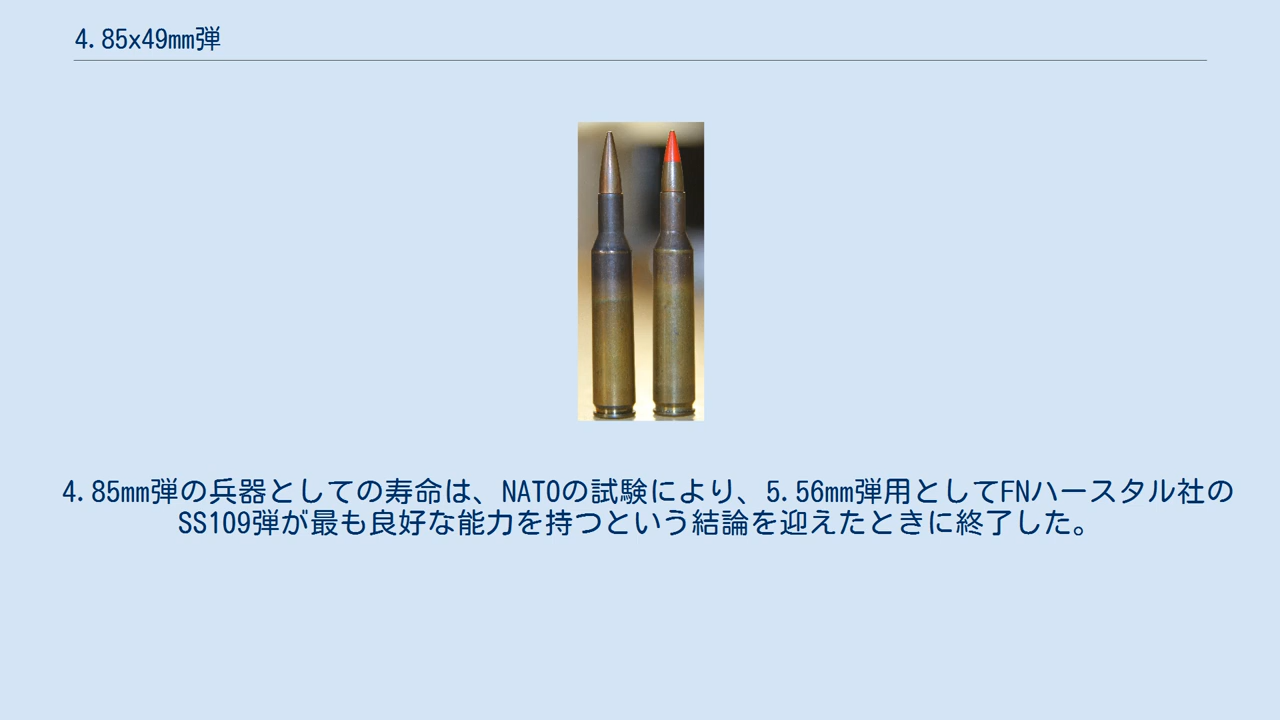 4.85x49mm弾
4.85mm弾の兵器としての寿命は、NATOの試験により、5.56mm弾用としてFNハースタル社の
SS109弾が最も良好な能力を持つという結論を迎えたときに終了した。